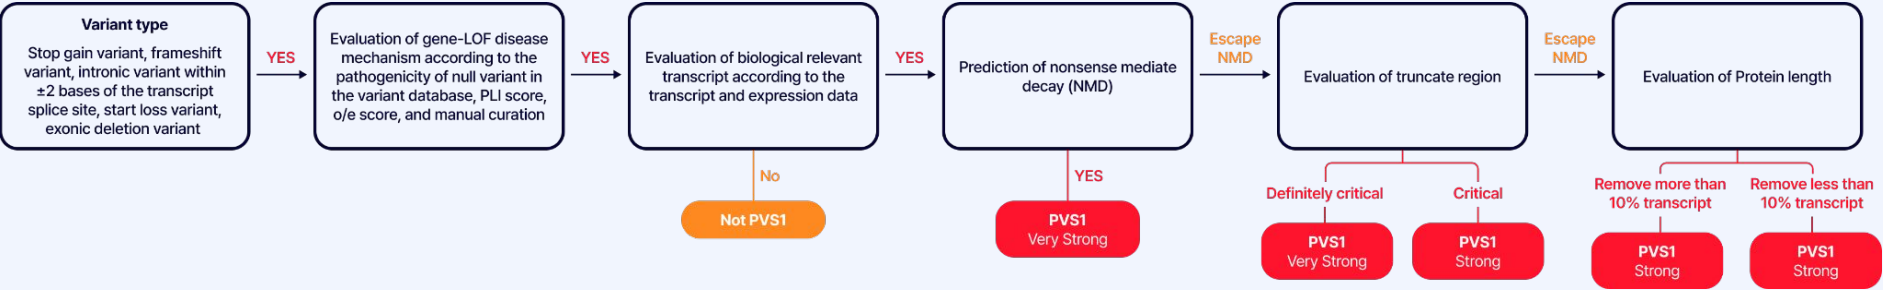 Variant type
Stop gain variant, frameshift
variant, intronic variant within
±2 bases of the transcript
splice site, start loss variant,
exonic deletion variant
YES
Evaluation of gene-LOF disease
mechanism according to the
pathogenicity of null variant in
the variant database, PLI score,
o/e score, and manual curation
YES
Evaluation of biological relevant
transcript according to the
transcript and expression data
No
Not PVS1
YES
Prediction of nonsense mediate
decay (NMD)
YES
PVS1
Very Strong
Escape
NMD
Evaluation of truncate region
Definitely critical
PVS1
Very Strong
Critical
PVS1
Strong
Escape
NMD
Evaluation of Protein length
Remove more than
10% transcript
PVS1
Strong
Remove less than
10% transcript
PVS1
Strong